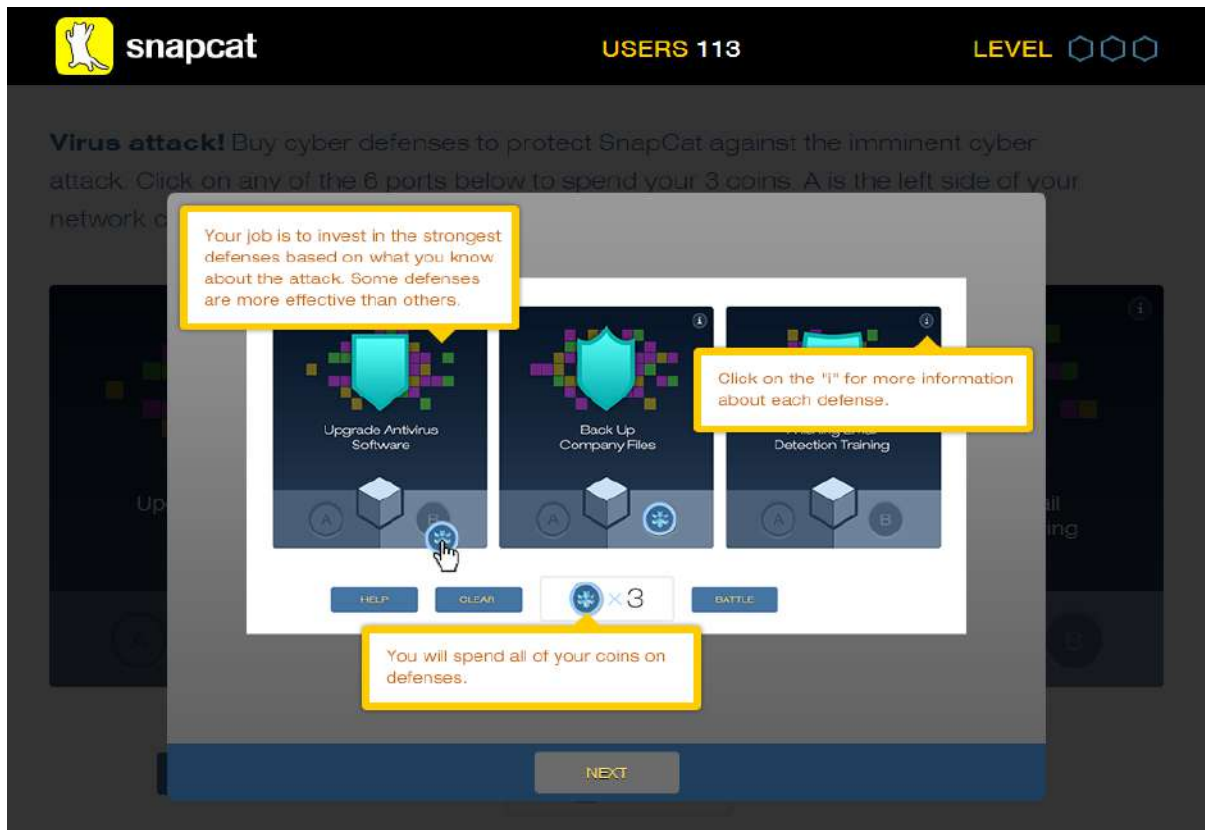 snapcat
USERS 113
LEVEL
Virus attack! Buy cyber defenses to protect SnapCat against the imminent cyber
attack. Click on any of the 6 ports below to spend your 3 coins. A is the left side of your
network
Your job is to invest in the strongest
defenses based on what you know
about the attack. Some defenses
are more effective than others.
i
i
i
Click on the "i" for more information
about each defense.
Upgrade Antivirus
Software
Back Up
Company Files
Detection Training
Up
A
B
A
A
B
HELP
CLEAR
× 3
BATTLE
B
You will spend all of your coins on
defenses.
NEXT